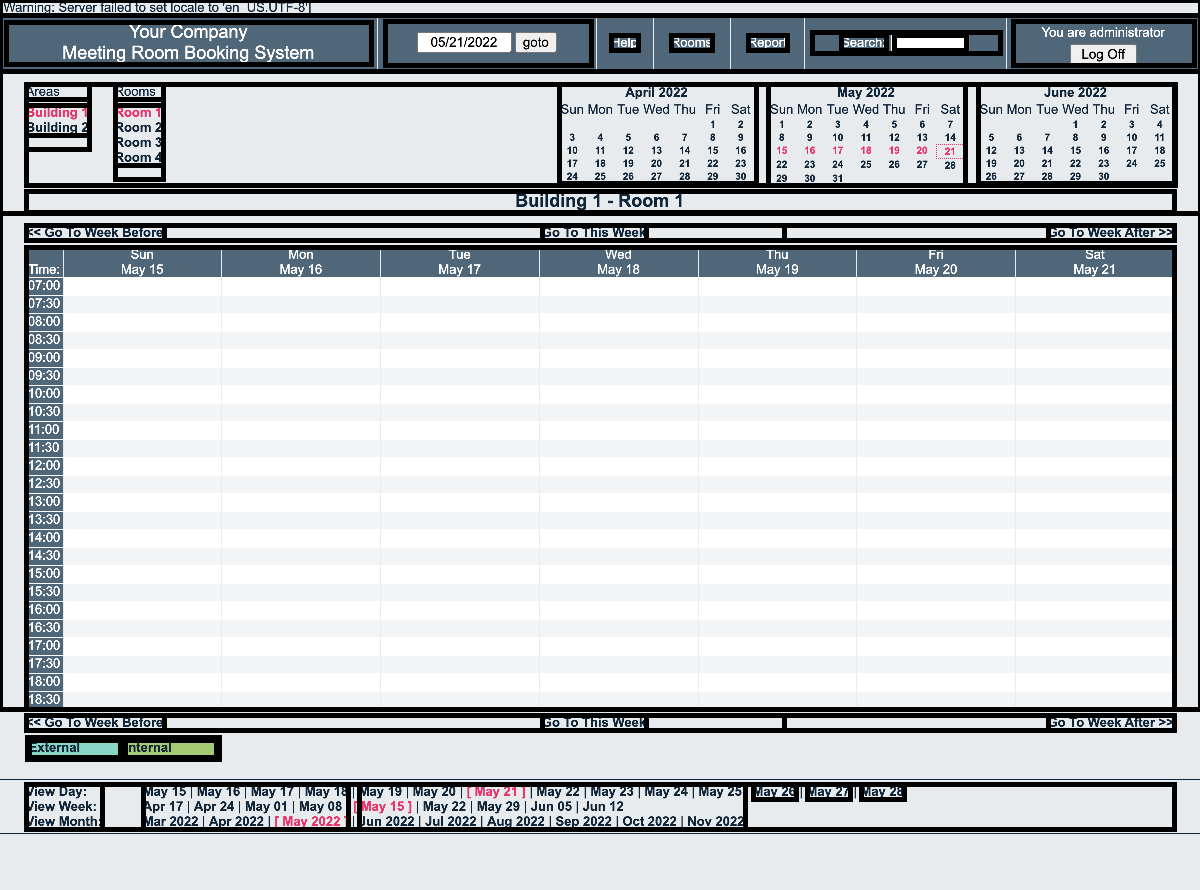 Warning: Server failed to set locale to 'en_US.UTF-8']
Your Company
Meeting Room Booking System
05/21/2022 goto
Help
Rooms
Report
Search:
You are administrator
Log Off
Areas
Building 1
Building 2
Rooms
Room 1
Room 2
Room 3
Room 4
April 2022
Sun Mon Tue Wed Thu Fri Sat
1 2
3 4 5 6 7 8 9
10 11 12 13 14 15 16
17 18 19 20 21 22 23
24 25 26 27 28 29 30
May 2022
Sun Mon Tue Wed Thu Fri Sat
1 2 3 4 5 6 7
8 9 10 11 12 13 14
15 16 17 18 19 20 21
22 23 24 25 26 27 28
29 30 31
June 2022
Sun Mon Tue Wed Thu Fri Sat
1 2 3 4
5 6 7 8 9 10 11
12 13 14 15 16 17 18
19 20 21 22 23 24 25
26 27 28 29 30
Building 1 - Room 1
<< Go To Week Before Go To This Week Go To Week After >>
Time: Sun May 15 Mon May 16 Tue May 17 Wed May 18 Thu May 19 Fri May 20 Sat May 21
07:00
07:30
08:00
08:30
09:00
09:30
10:00
10:30
11:00
11:30
12:00
12:30
13:00
13:30
14:00
14:30
15:00
15:30
16:00
16:30
17:00
17:30
18:00
18:30
<< Go To Week Before Go To This Week Go To Week After >>
External Internal
View Day: May 15 | May 16 | May 17 | May 18 | May 19 | May 20 | [ May 21 ] | May 22 | May 23 | May 24 | May 25 | May 26 | May 27 | May 28
View Week: Apr 17 | Apr 24 | May 01 | May 08 | [ May 15 ] | May 22 | May 29 | Jun 05 | Jun 12
View Month: Mar 2022 | Apr 2022 | [ May 2022 ] | Jun 2022 | Jul 2022 | Aug 2022 | Sep 2022 | Oct 2022 | Nov 2022